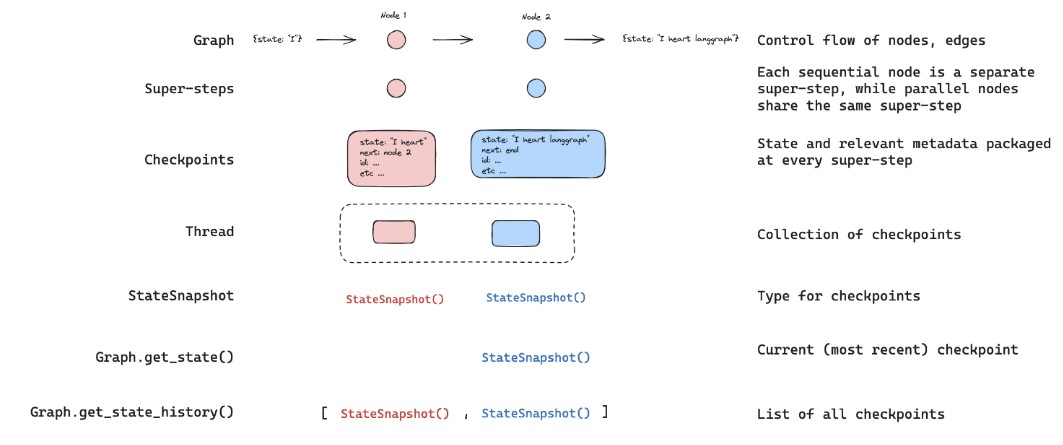 Node 1
Node 2
Graph
{state: "I"}
{state: "I heart langgraph"}
Control flow of nodes, edges
Super-steps
Each sequential node is a separate
super-step, while parallel nodes
share the same super-step
Checkpoints
state: "I heart"
next: node 2
id: ...
etc ...
state: "I heart langgraph"
next: end
id: ...
etc ...
State and relevant metadata packaged
at every super-step
Thread
Collection of checkpoints
StateSnapshot
StateSnapshot()
StateSnapshot()
Type for checkpoints
Graph.get_state()
StateSnapshot()
Current (most recent) checkpoint
Graph.get_state_history()
[ StateSnapshot() , StateSnapshot() ]
List of all checkpoints